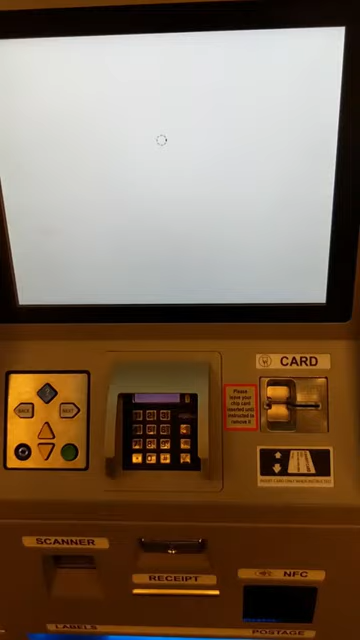 CARD
Please
leave your
chip card
inserted until
instructed to
remove it
BACK
NEXT
SCANNER
RECEIPT
NFC
LABELS
POSTAGE